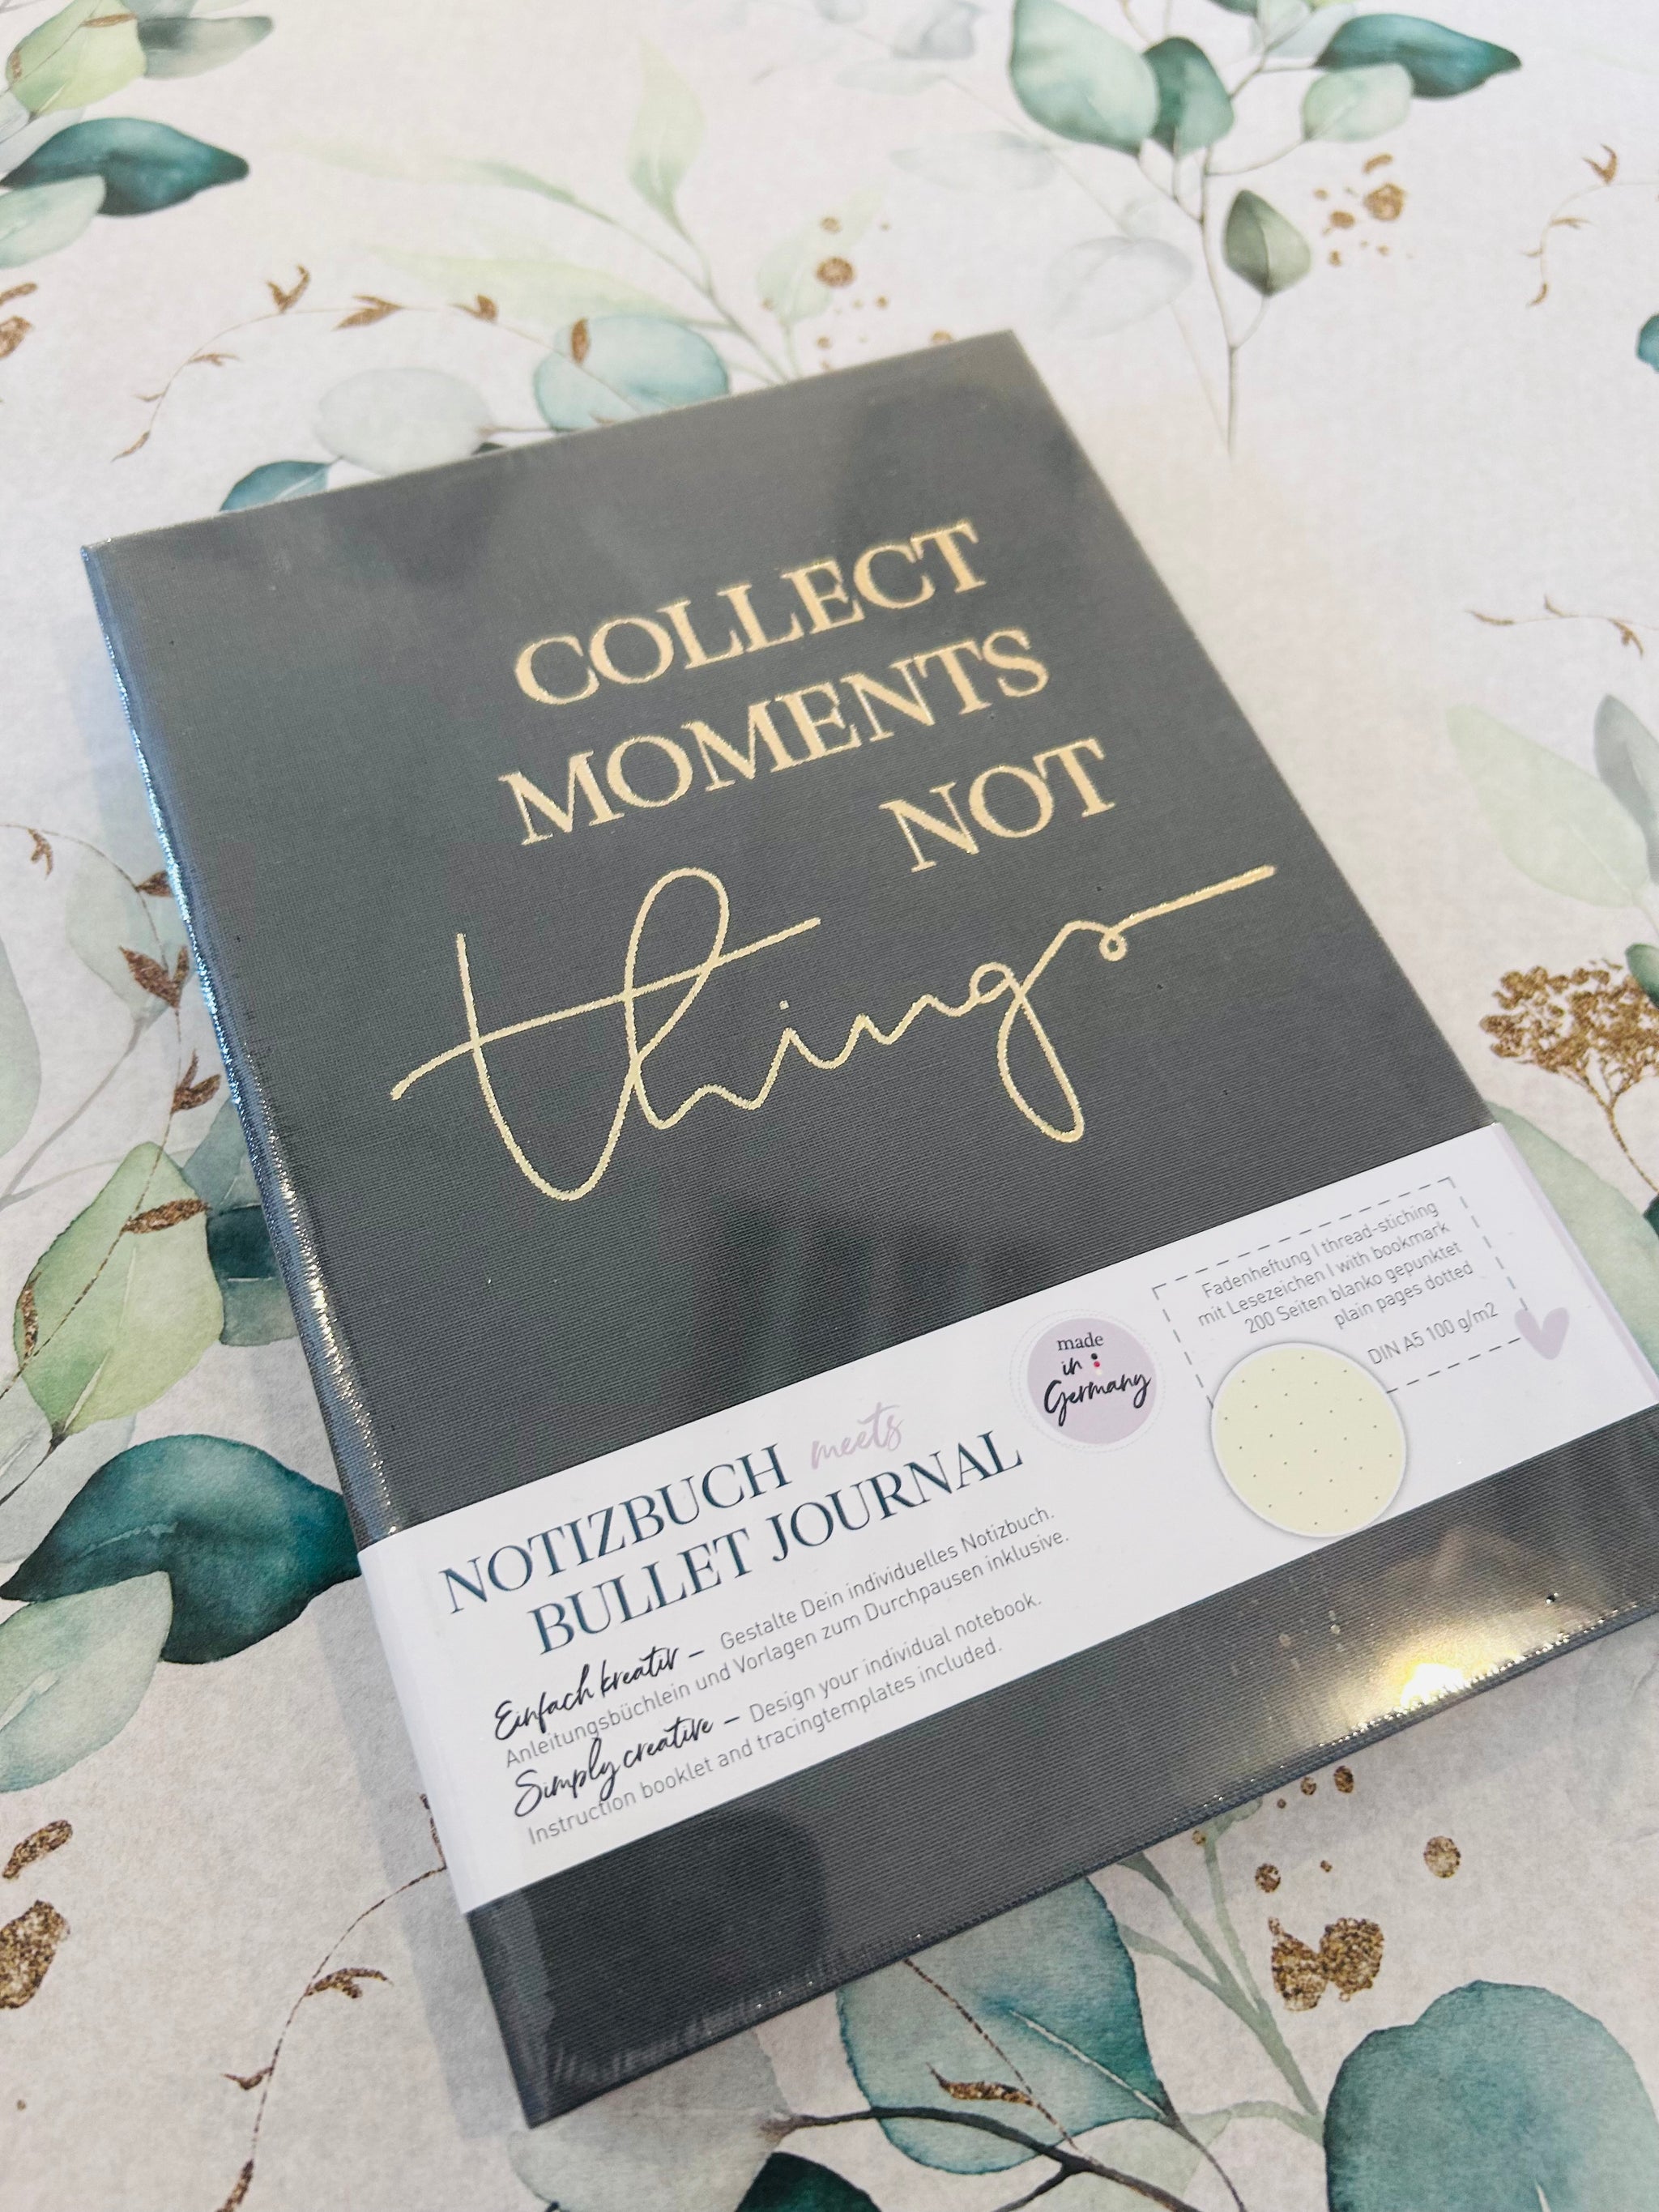 COLLECT
MOMENTS
NOT
things
NOTIZBUCH meets
BULLET JOURNAL
Einfach kreativ – Gestalte Dein individuelles Notizbuch.
Anleitungsbüchlein und Vorlagen zum Durchpausen inklusive.
Simply creative – Design your individual notebook.
Instruction booklet and tracingtemplates included.
made
in
Germany
Fadenheftung | thread-stiching
mit Lesezeichen | with bookmark
200 Seiten blanko gepunktet
plain pages dotted
DIN A5 100 g/m2